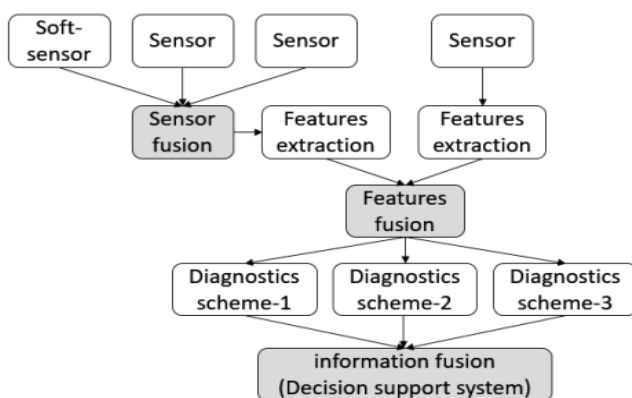 Soft-
sensor
Sensor
Sensor
Sensor
Sensor
fusion
Features
extraction
Features
extraction
Features
fusion
Diagnostics
scheme-1
Diagnostics
scheme-2
Diagnostics
scheme-3
information fusion
(Decision support system)